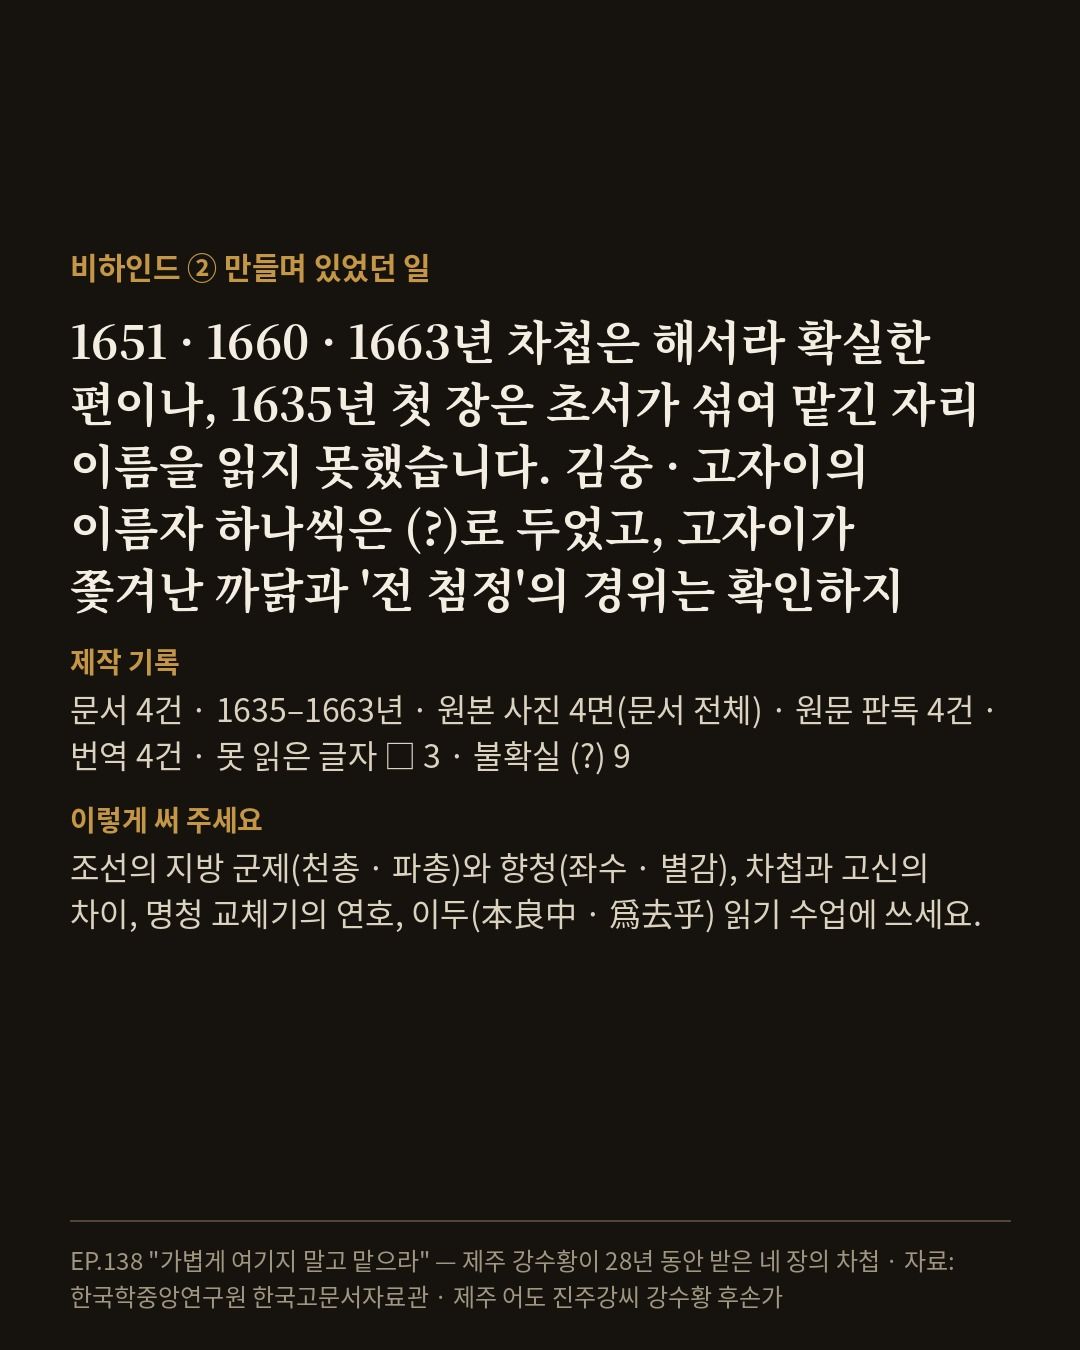 비하인드 ② 만들며 있었던 일
1651 · 1660 · 1663년 차첩은 해서라 확실한
편이나, 1635년 첫 장은 초서가 섞여 맡긴 자리
이름을 읽지 못했습니다. 김숭 · 고자이의
이름자 하나씩은 (?)로 두었고, 고자이가
쫓겨난 까닭과 '전 첨정'의 경위는 확인하지
제작 기록
문서 4건 · 1635–1663년 · 원본 사진 4면(문서 전체) · 원문 판독 4건 ·
번역 4건 · 못 읽은 글자 □ 3 · 불확실 (?) 9
이렇게 써 주세요
조선의 지방 군제(천총 · 파총)와 향청(좌수 · 별감), 차첩과 고신의
차이, 명청 교체기의 연호, 이두(本良中 · 爲去乎) 읽기 수업에 쓰세요.
EP.138 "가볍게 여기지 말고 맡으라" — 제주 강수황이 28년 동안 받은 네 장의 차첩 · 자료:
한국학중앙연구원 한국고문서자료관 · 제주 어도 진주강씨 강수황 후손가